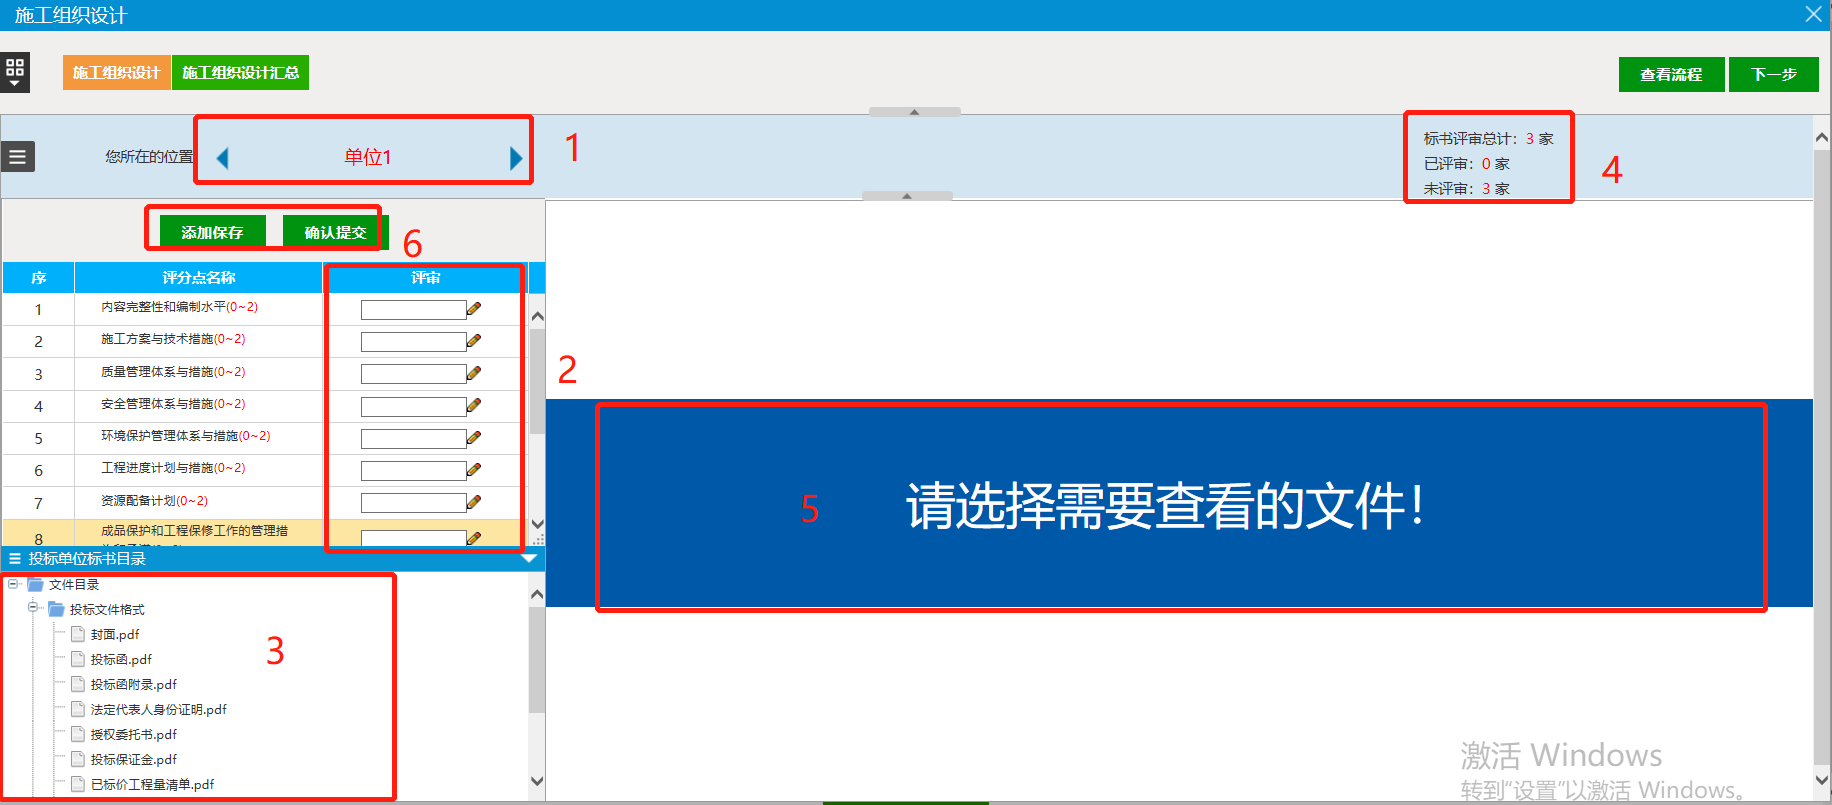 施工组织设计
施工组织设计 施工组织设计汇总 查看流程 下一步
您所在的位置 单位1 1
标书评审总计：3 家
已评审：0 家
未评审：3 家
4
添加保存 确认提交 6
序 评分点名称 评审
1 内容完整性和编制水平(0~2)
2 施工方案与技术措施(0~2)
3 质量管理体系与措施(0~2)
4 安全管理体系与措施(0~2)
5 环境保护管理体系与措施(0~2)
6 工程进度计划与措施(0~2)
7 资源配备计划(0~2)
8 成品保护和工程保修工作的管理措
2
5 请选择需要查看的文件！
投标单位标书目录
文件目录
投标文件格式
封面.pdf
投标函.pdf
投标函附录.pdf
法定代表人身份证明.pdf
授权委托书.pdf
投标保证金.pdf
已标价工程量清单.pdf
3
激活 Windows
转到"设置"以激活 Windows。